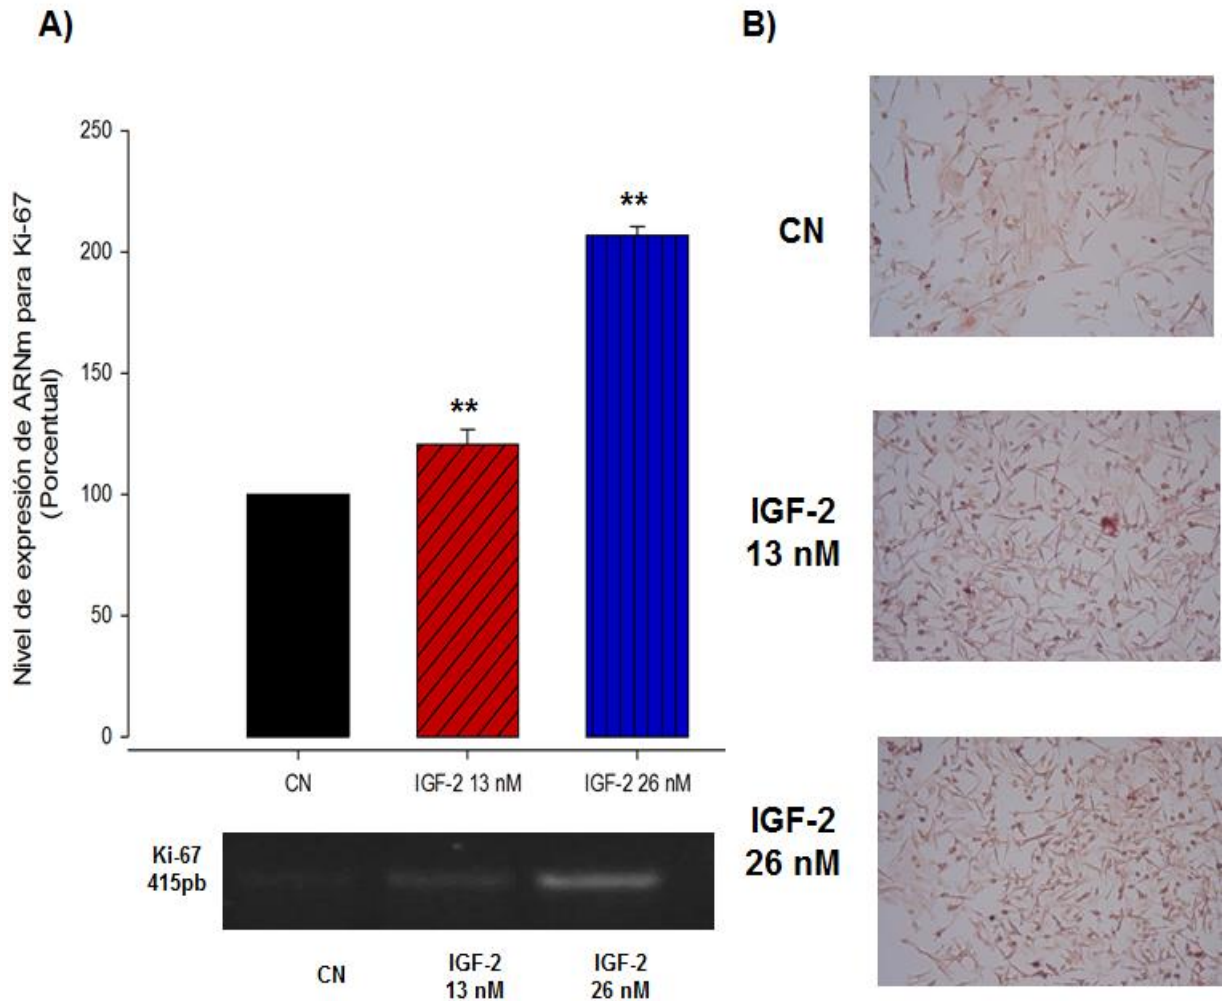 A)
B)
Nivel de expresión de ARNm para Ki-67
(Porcentual)
250
200
150
100
50
0
**
**
CN
IGF-2 13 nM
IGF-2 26 nM
Ki-67
415pb
CN
IGF-2
13 nM
IGF-2
26 nM
CN
IGF-2
13 nM
IGF-2
26 nM